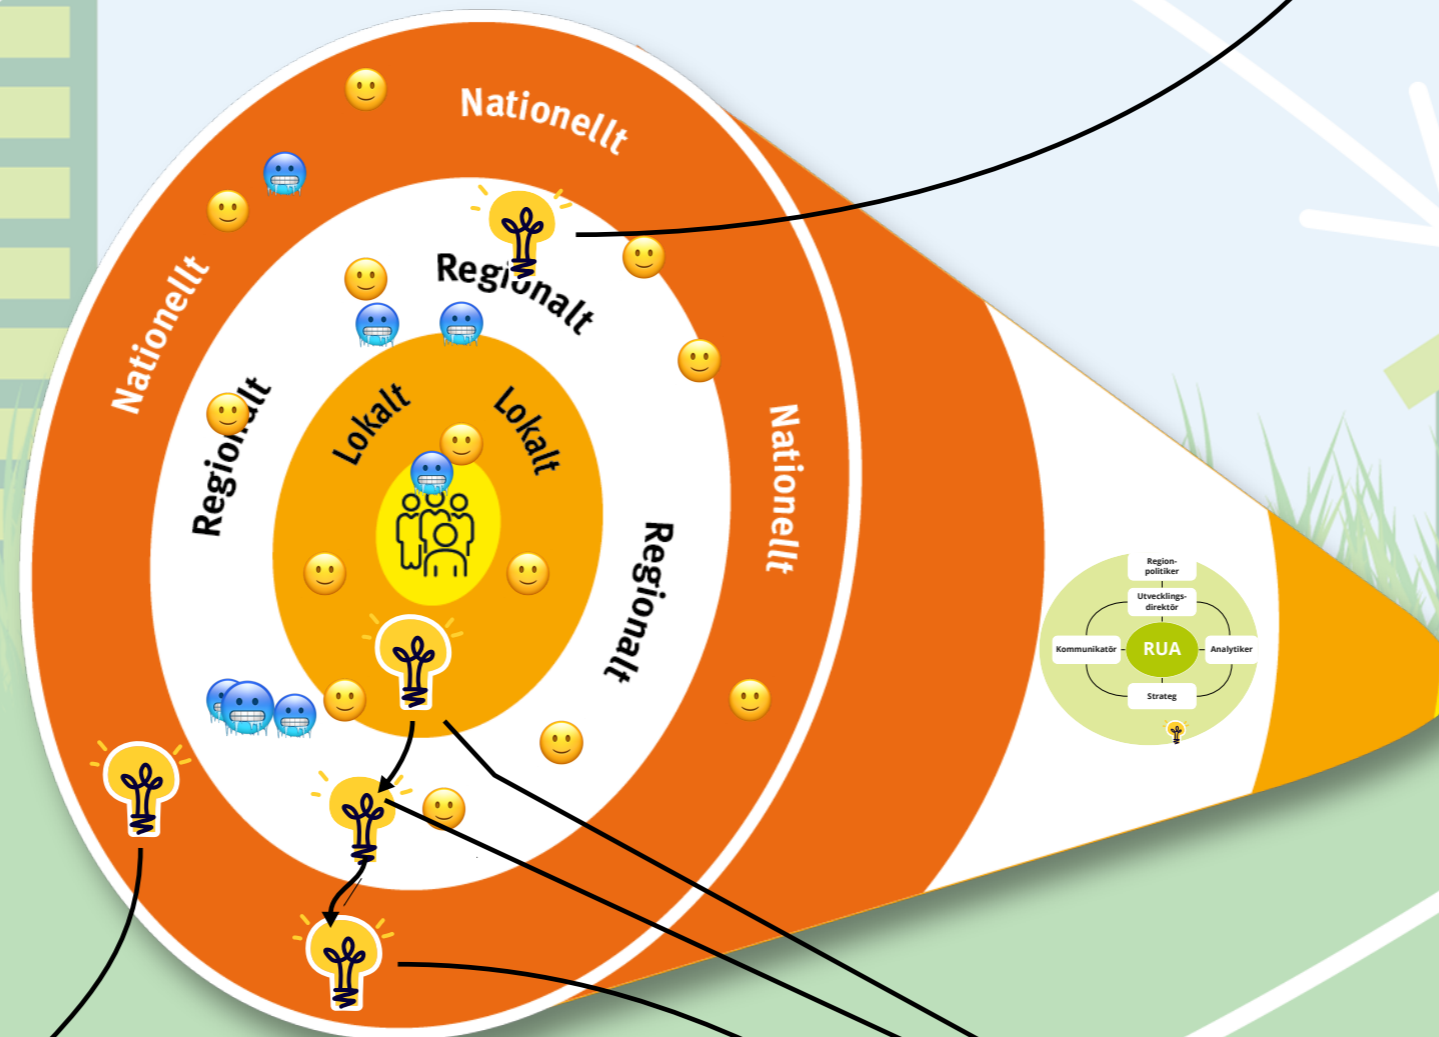 Nationellt
Nationellt
Nationellt
Regionalt
Regionalt
Regionalt
Lokalt
Lokalt
Region-
politiker
Utvecklings-
direktör
Kommunikatör
RUA
Analytiker
Strateg